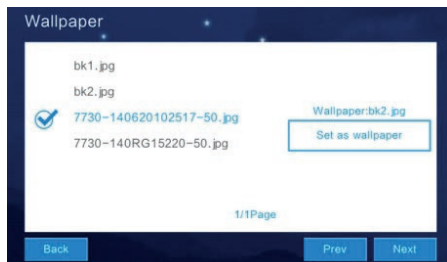 Wallpaper
bk1.jpg
bk2.jpg
7730-140620102517-50.jpg
7730-140RG15220-50.jpg
Wallpaper:bk2.jpg
Set as wallpaper
1/1Page
Back
Prev
Next